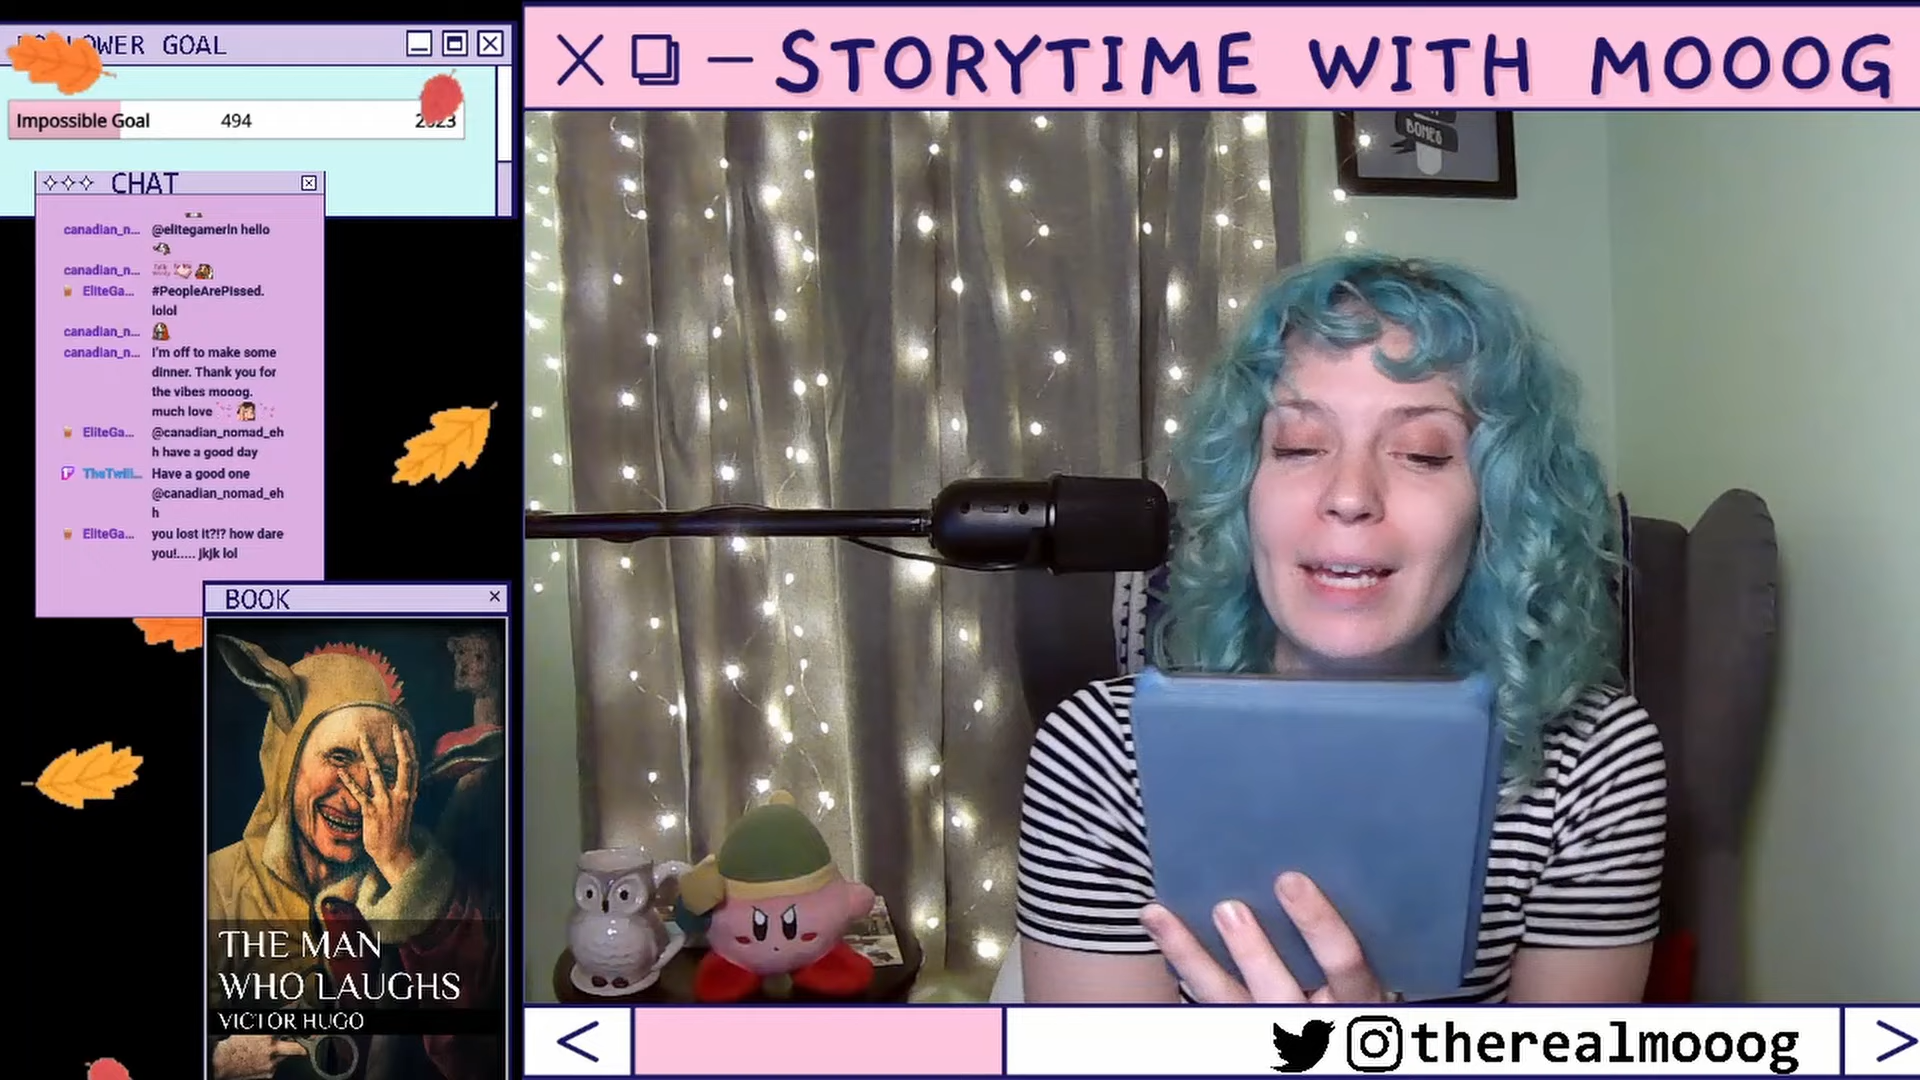 LOWER GOAL
Impossible Goal 494
CHAT
canadian_n... @elitegamerln hello
canadian_n...
EliteGa... #PeopleArePissed.
lolol
canadian_n...
canadian_n... I'm off to make some
dinner. Thank you for
the vibes mooog.
much love
EliteGa... @canadian_nomad_eh
h have a good day
TheTwili... Have a good one
@canadian_nomad_eh
h
EliteGa... you lost it?!? how dare
you!..... jkjk lol
BOOK
THE MAN
WHO LAUGHS
VICTOR HUGO
STORYTIME WITH MOOOG
BONES
therealmooog